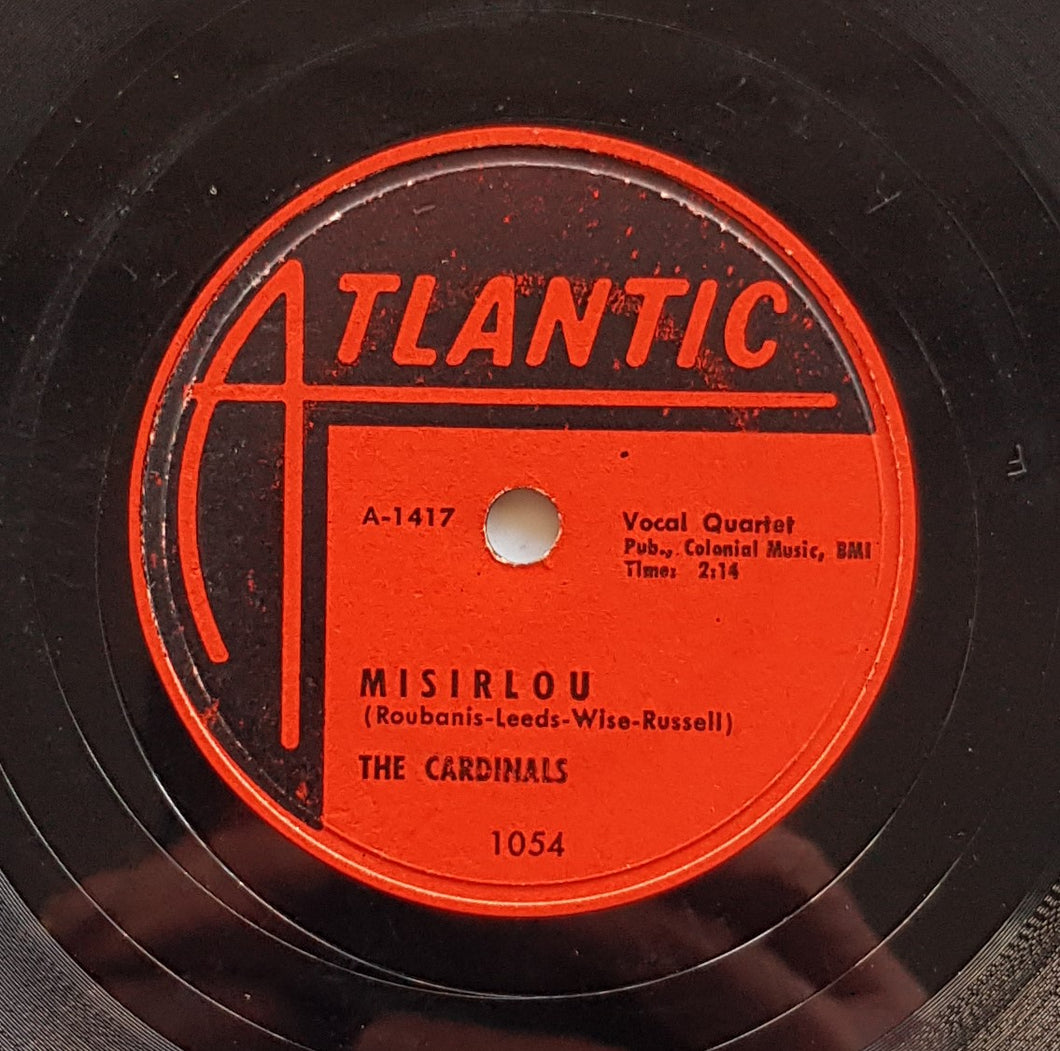 ATLANTIC
A-1417
Vocal Quartet
Pub., Colonial Music, BMI
Time: 2:14
MISIRLOU
(Roubanis-Leeds-Wise-Russell)
THE CARDINALS
1054
F